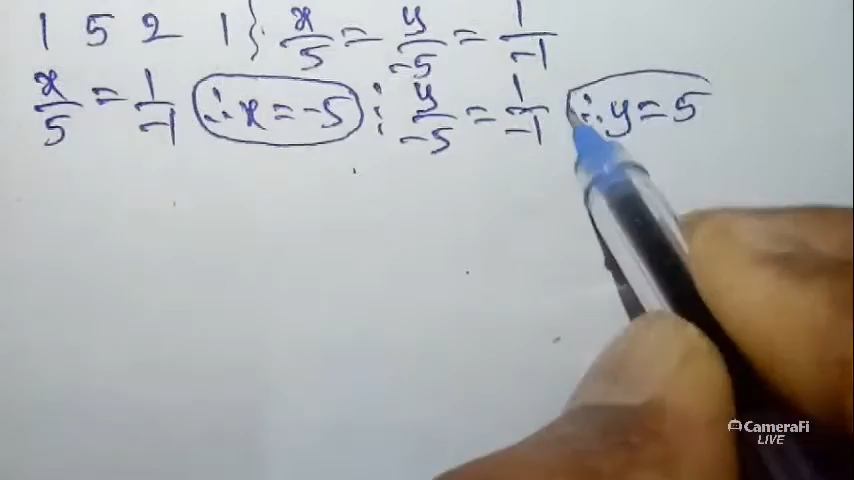 1 5 2 1} x/5 = y/-5 = 1/-1
x/5 = 1/-1 ∴x = -5 ; y/-5 = 1/-1 ∴y = 5
CameraFi
LIVE